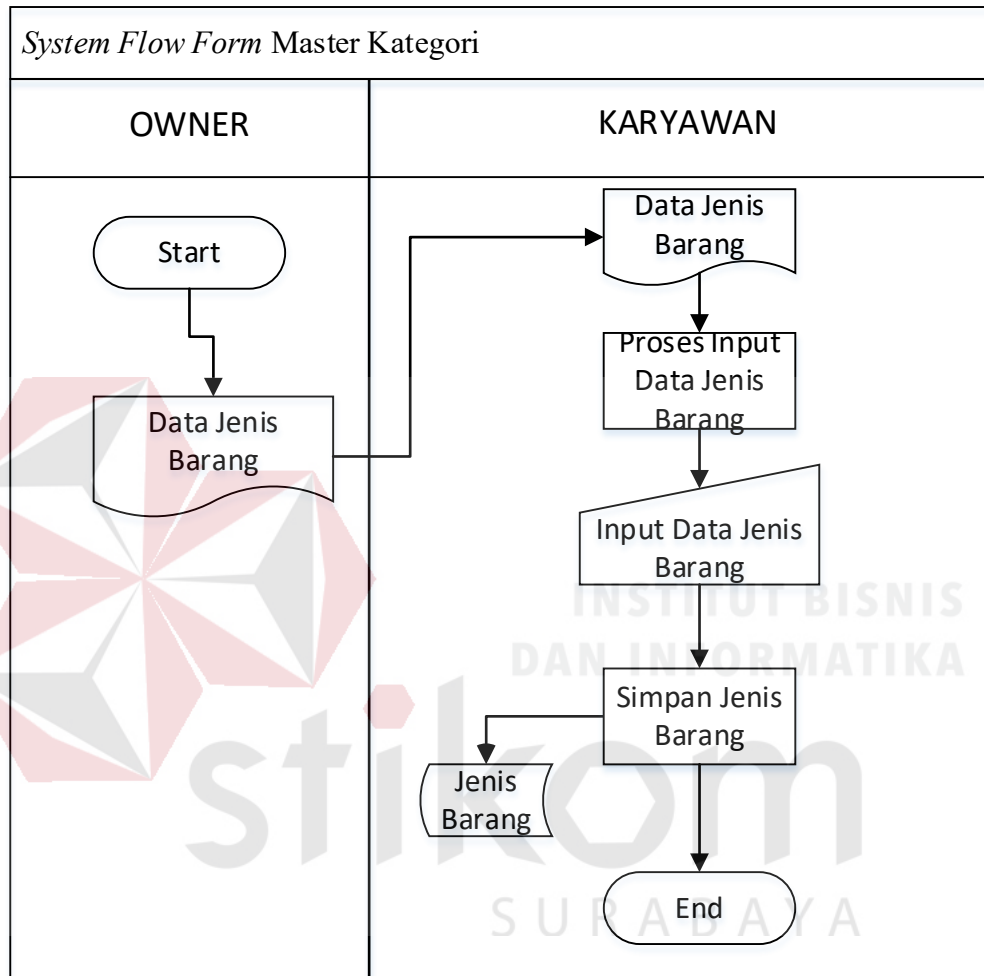 System Flow Form Master Kategori
OWNER
KARYAWAN
Start
Data Jenis
Barang
Data Jenis
Barang
Proses Input
Data Jenis
Barang
Input Data Jenis
Barang
Simpan Jenis
Barang
Jenis
Barang
End
INSTITUT BISNIS
DAN INFORMATIKA
stikom
SURABAYA